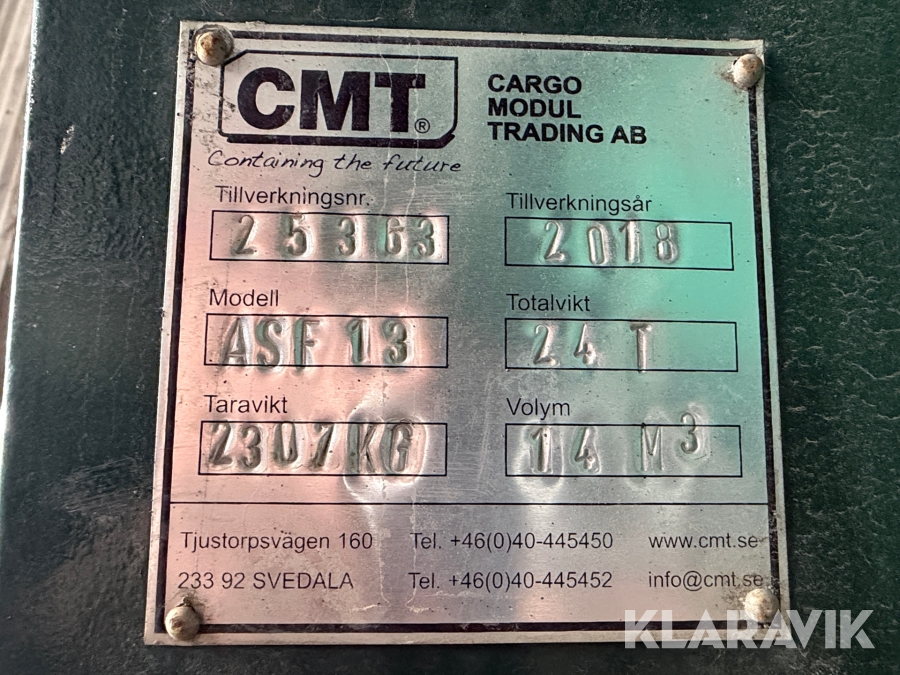 CMT®
CARGO
MODUL
TRADING AB
Containing the future
Tillverkningsnr. Tillverkningsår
25363 2018
Modell Totalvikt
ASF 13 24 T
Taravikt Volym
2307KG 14 M³
Tjustorpsvägen 160 Tel. +46(0)40-445450 www.cmt.se
233 92 SVEDALA Tel. +46(0)40-445452 info@cmt.se
KLARAVIK